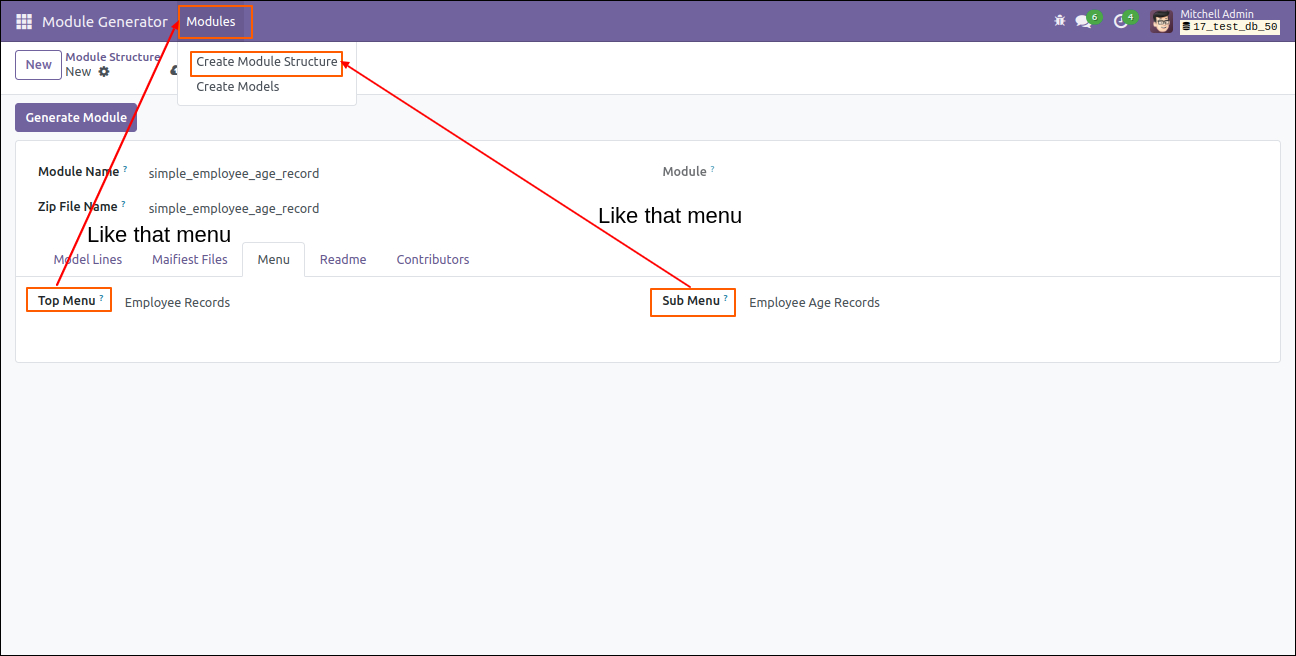 Module Generator Modules 6 4 Mitchell Admin
17_test_db_50
New Module Structure
New
Create Module Structure
Create Models
Generate Module
Module Name ? simple_employee_age_record Module ?
Zip File Name ? simple_employee_age_record
Like that menu
Like that menu
Model Lines Maifiest Files Menu Readme Contributors
Top Menu ? Employee Records Sub Menu ? Employee Age Records